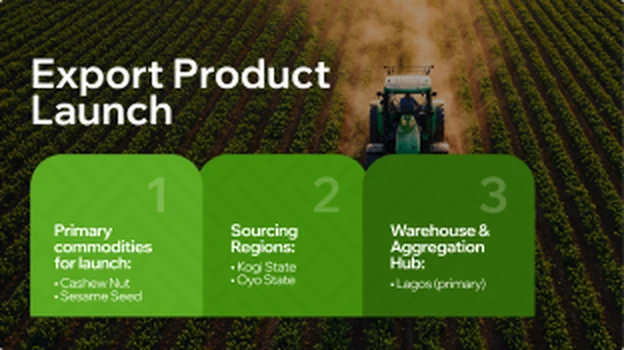 Export Product
Launch
1
Primary
commodities
for launch:
• Cashew Nut
• Sesame Seed
2
Sourcing
Regions:
• Kogi State
• Oyo State
3
Warehouse &
Aggregation
Hub:
• Lagos (primary)